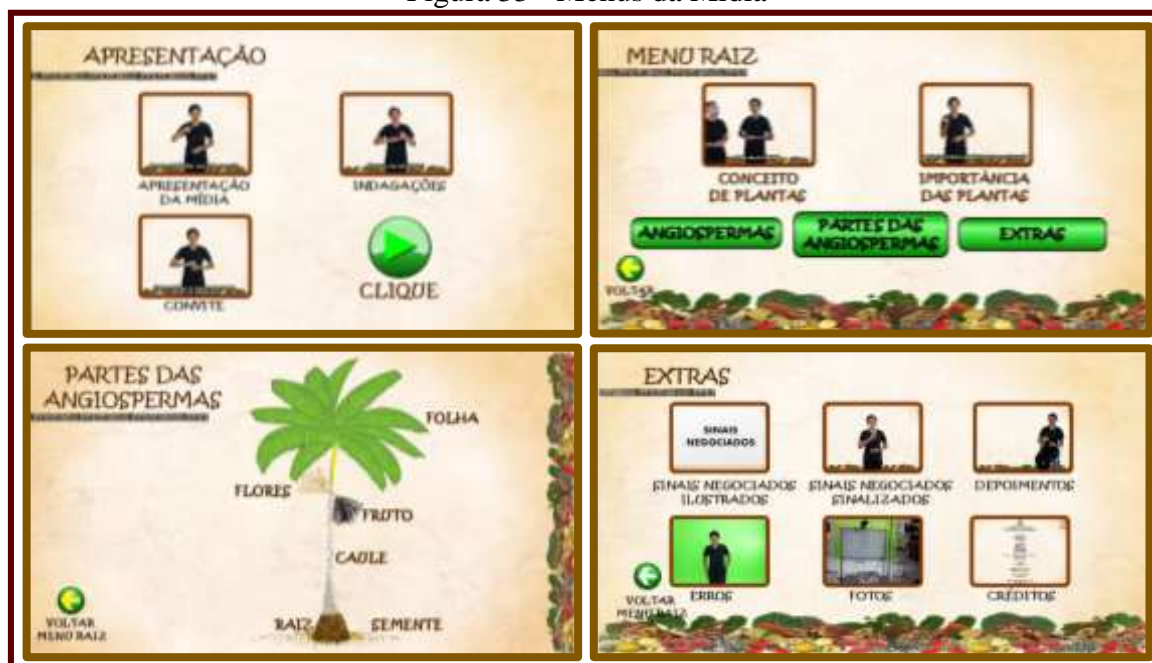 APRESENTAÇÃO
APRESENTAÇÃO
DA MÍDIA
INDAGAÇÕES
CONVITE
CLIQUE
MENU RAIZ
CONCEITO
DE PLANTAS
IMPORTÂNCIA
DAS PLANTAS
ANGIOSPERMAS
PARTES DAS
ANGIOSPERMAS
EXTRAS
VOLTAR
PARTES DAS
ANGIOSPERMAS
FOLHA
FLORES
FRUTO
CAULE
RAIZ
SEMENTE
VOLTAR
MENU RAIZ
EXTRAS
SINAIS
NEGOCIADOS
SINAIS NEGOCIADOS
ILUSTRADOS
SINAIS NEGOCIADOS
SINALIZADOS
DEPOIMENTOS
ERROS
FOTOS
CRÉDITOS
VOLTAR
MENU RAIZ